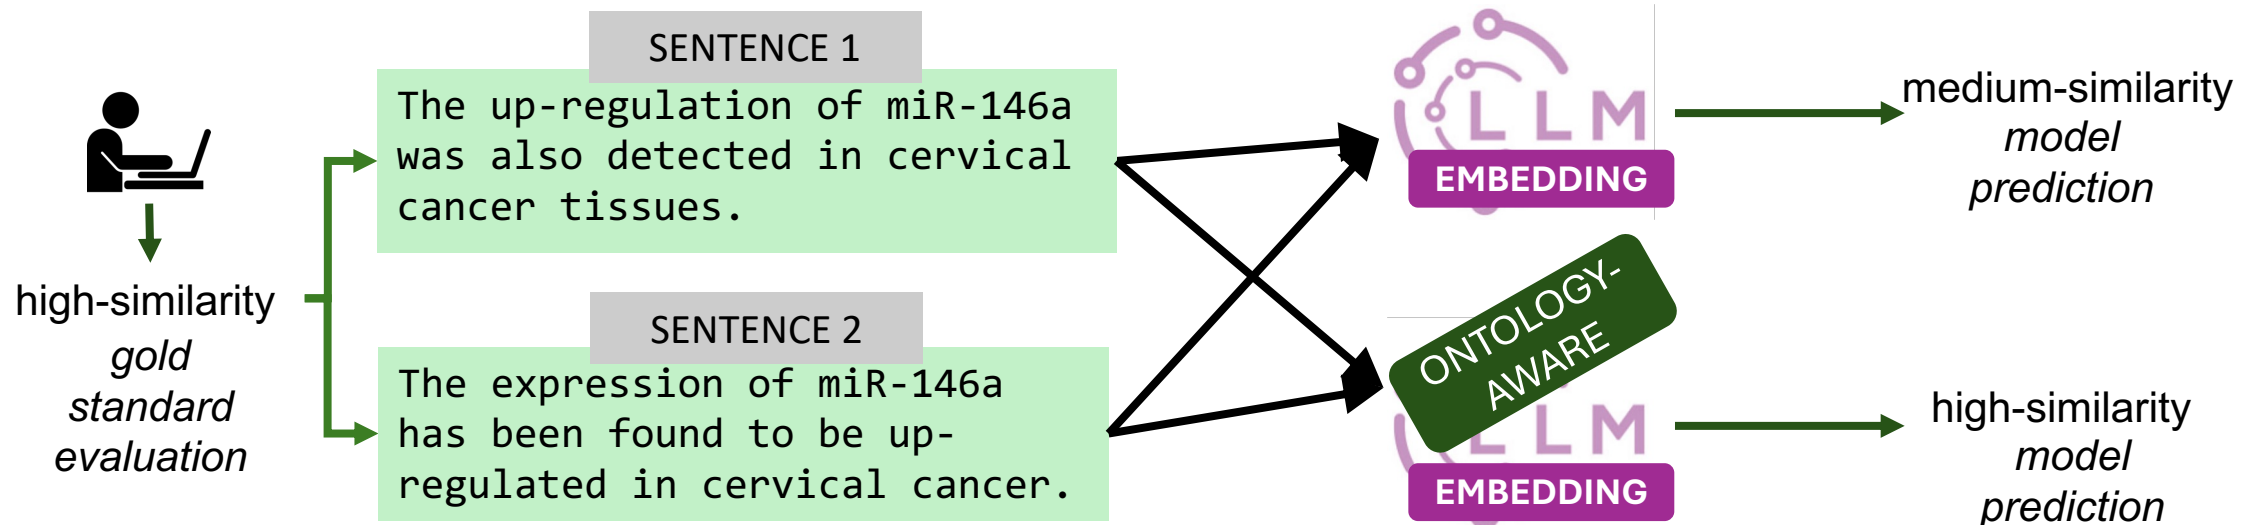 high-similarity
gold
standard
evaluation
SENTENCE 1
The up-regulation of miR-146a
was also detected in cervical
cancer tissues.
SENTENCE 2
The expression of miR-146a
has been found to be up-
regulated in cervical cancer.
LLM
EMBEDDING
medium-similarity
model
prediction
ONTOLOGY-
AWARE
LLM
EMBEDDING
high-similarity
model
prediction